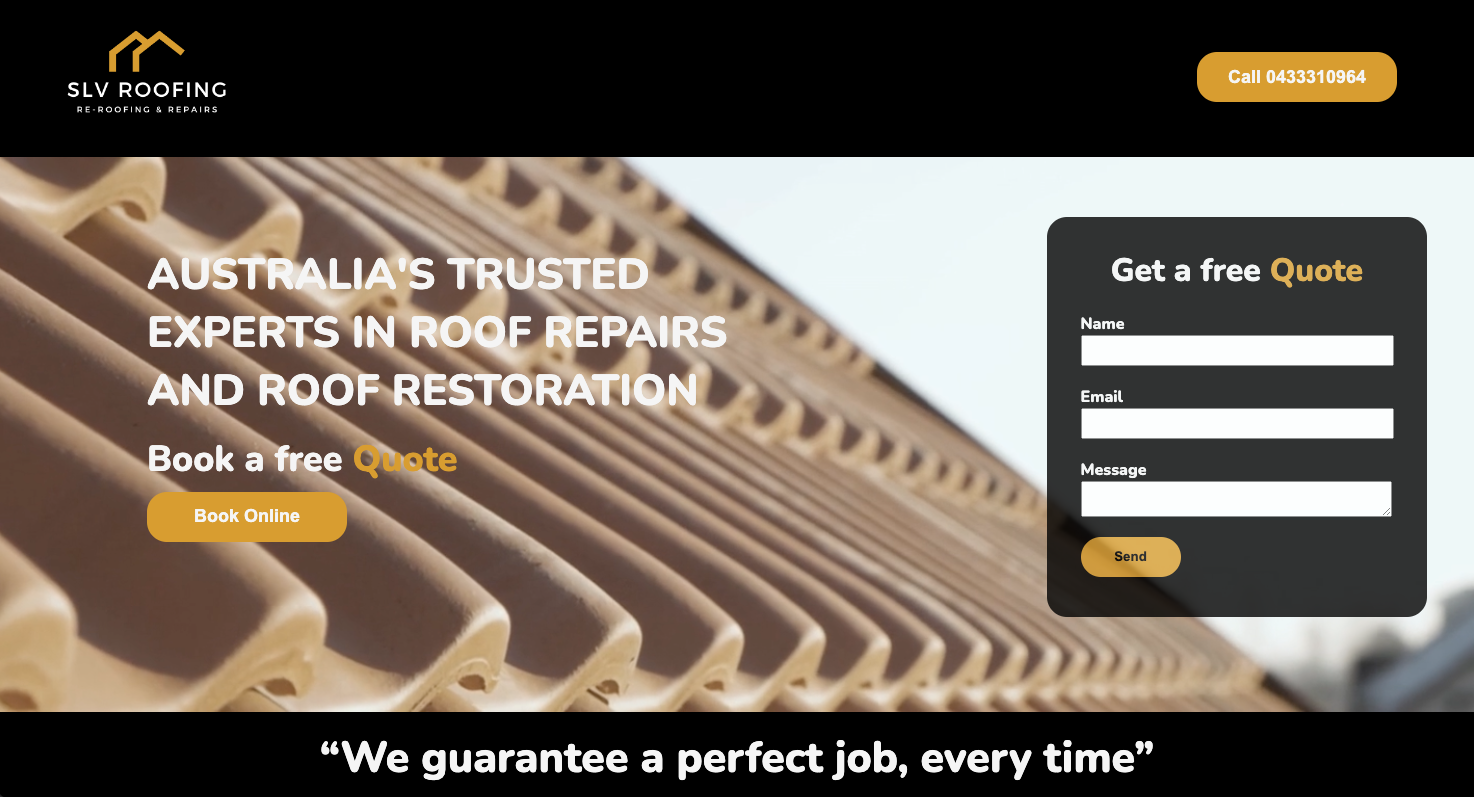 SLV ROOFING
RE-ROOFING & REPAIRS
Call 0433310964
AUSTRALIA'S TRUSTED
EXPERTS IN ROOF REPAIRS
AND ROOF RESTORATION
Book a free Quote
Book Online
Get a free Quote
Name
Email
Message
Send
“We guarantee a perfect job, every time”